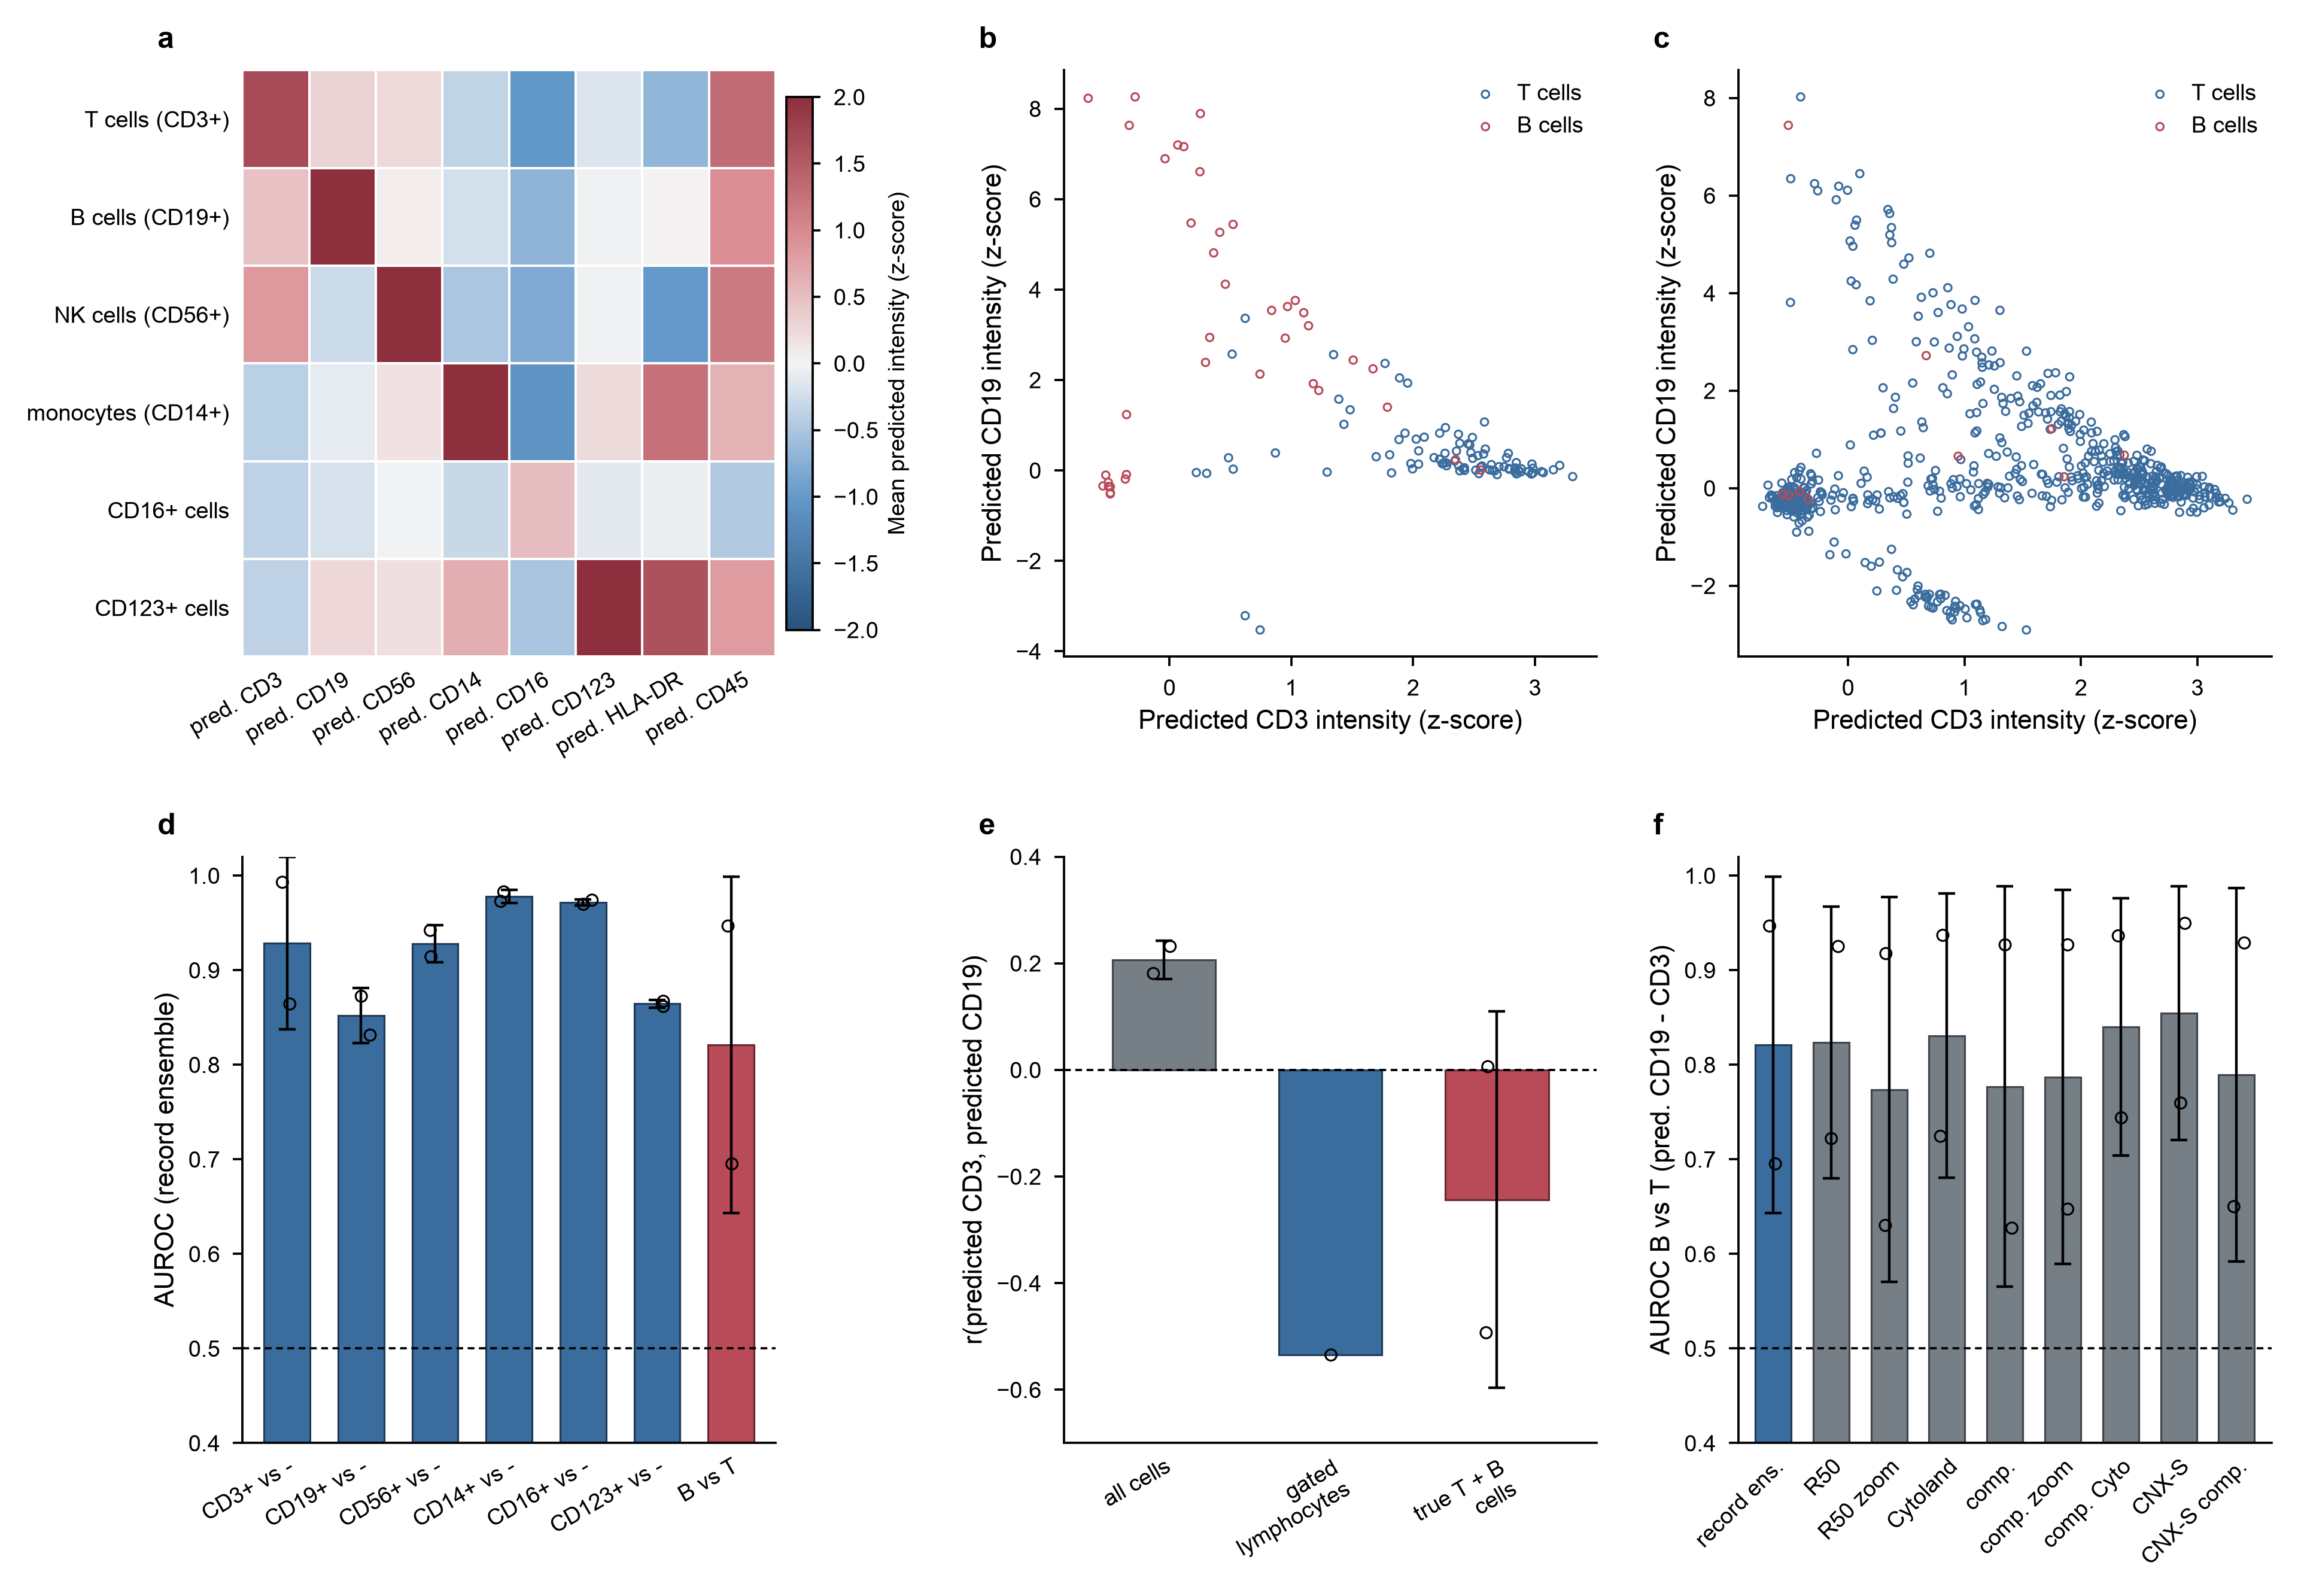 a
T cells (CD3+)
B cells (CD19+)
NK cells (CD56+)
monocytes (CD14+)
CD16+ cells
CD123+ cells
pred. CD3
pred. CD19
pred. CD56
pred. CD14
pred. CD16
pred. CD123
pred. HLA-DR
pred. CD45
2.0
1.5
1.0
0.5
0.0
−0.5
−1.0
−1.5
−2.0
Mean predicted intensity (z-score)
b
T cells
B cells
8
6
4
2
0
−2
−4
0
1
2
3
Predicted CD19 intensity (z-score)
Predicted CD3 intensity (z-score)
c
T cells
B cells
8
6
4
2
0
−2
0
1
2
3
Predicted CD19 intensity (z-score)
Predicted CD3 intensity (z-score)
d
1.0
0.9
0.8
0.7
0.6
0.5
0.4
AUROC (record ensemble)
CD3+ vs -
CD19+ vs -
CD56+ vs -
CD14+ vs -
CD16+ vs -
CD123+ vs -
B vs T
e
0.4
0.2
0.0
−0.2
−0.4
−0.6
r(predicted CD3, predicted CD19)
all cells
gated
lymphocytes
true T + B
cells
f
1.0
0.9
0.8
0.7
0.6
0.5
0.4
AUROC B vs T (pred. CD19 - CD3)
record ens.
R50
R50 zoom
Cytoland
comp.
comp. zoom
comp. Cyto
CNX-S
CNX-S comp.